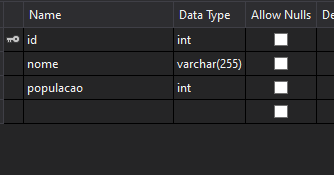 Name Data Type Allow Nulls De
id int
nome varchar(255)
populacao int